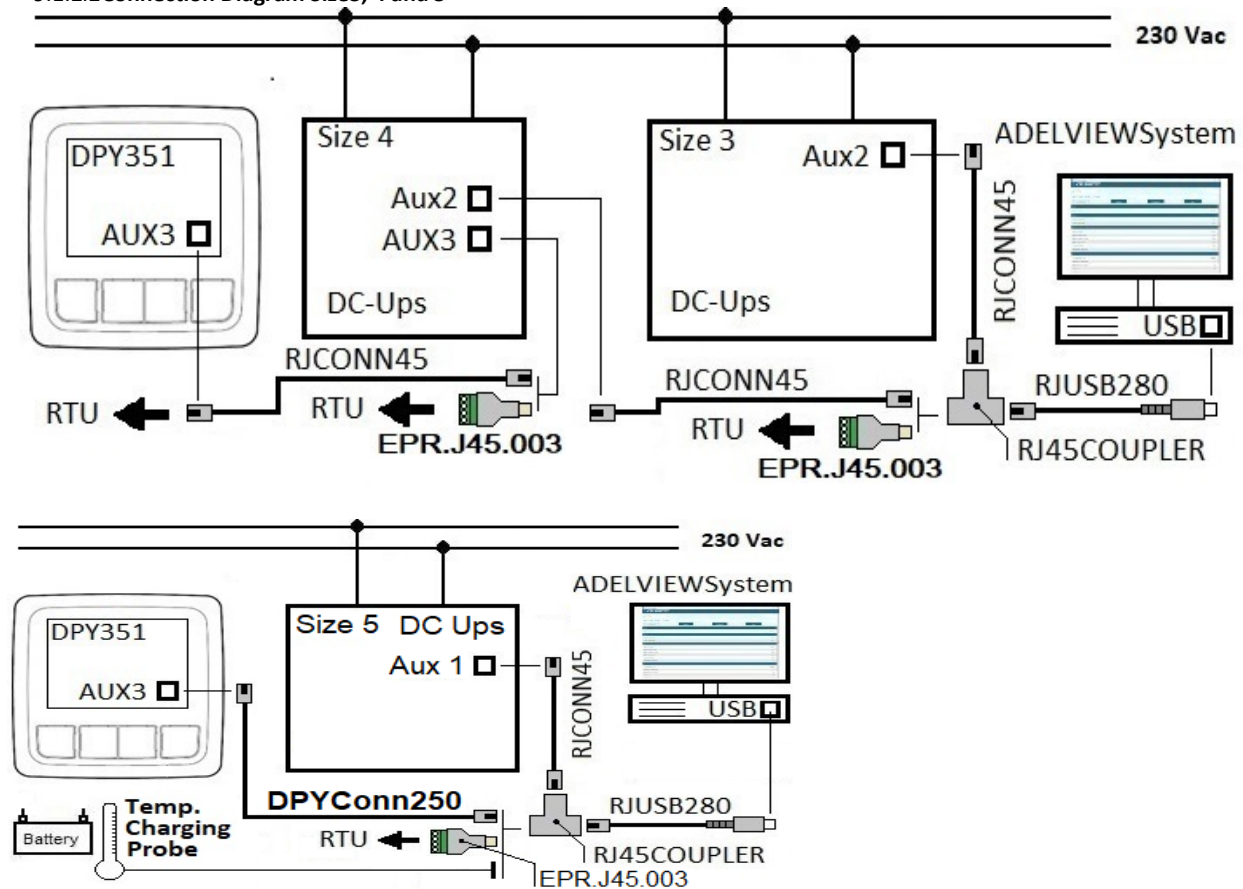 Connection Diagram
230 Vac
Size 4
Size 3
ADELVIEWSystem
DPY351
Aux2
Aux2
AUX3
AUX3
RJCONN45
DC-Ups
DC-Ups
USB
RJCONN45
RJCONN45
RJUSB280
RTU
RTU
RTU
EPR.J45.003
EPR.J45.003
RJ45COUPLER
230 Vac
ADELVIEWSystem
Size 5 DC Ups
DPY351
Aux 1
AUX3
RJCONN45
USB
DPYConn250
RJUSB280
Temp.
Charging
Probe
Battery
RTU
RJ45COUPLER
EPR.J45.003